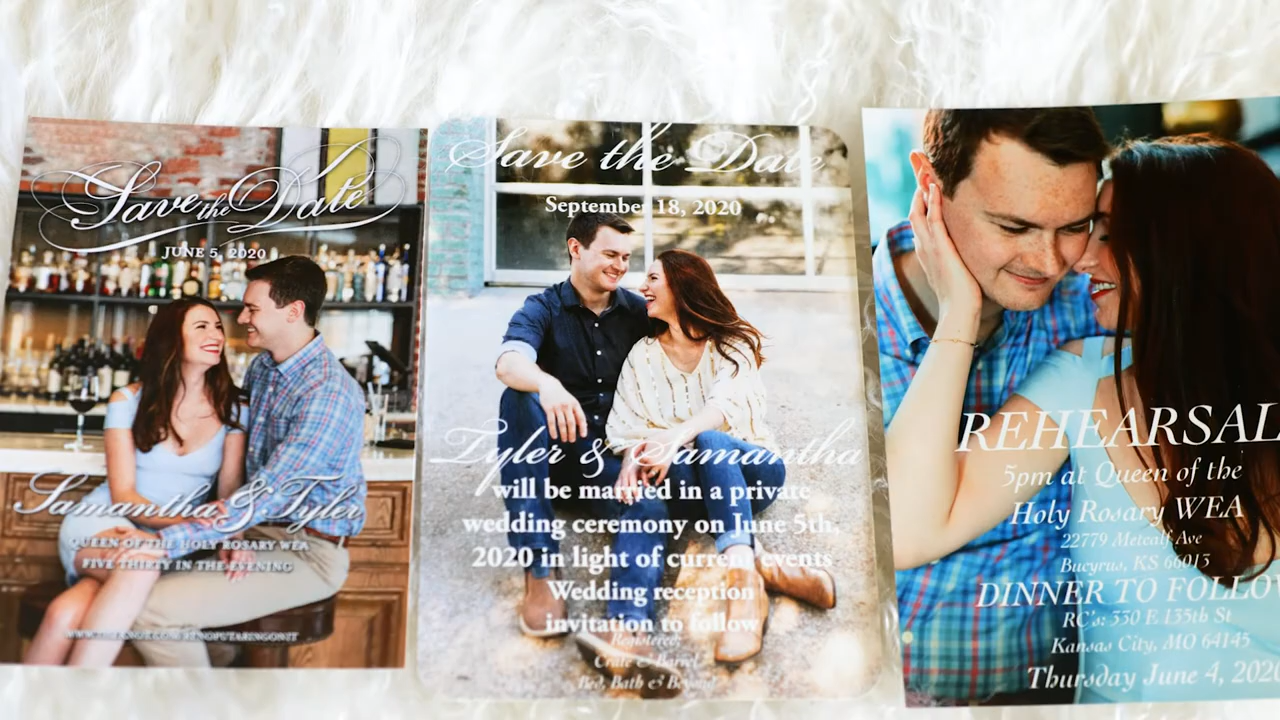 Save the Date
JUNE 5, 2020
Samantha & Tyler
QUEEN OF THE HOLY ROSARY WEA
FIVE THIRTY IN THE EVENING
Save the Date
September 18, 2020
Tyler & Samantha
will be married in a private
wedding ceremony on June 5th,
2020 in light of current events
Wedding reception
invitation to follow
Registered:
Crate & Barrel
Bed, Bath & Beyond
REHEARSAL
5pm at Queen of the
Holy Rosary WEA
22779 Metcalf Ave
Bucyrus, KS 66013
DINNER TO FOLLOW
RC's: 330 E 135th St
Kansas City, MO 64145
Thursday June 4, 2020